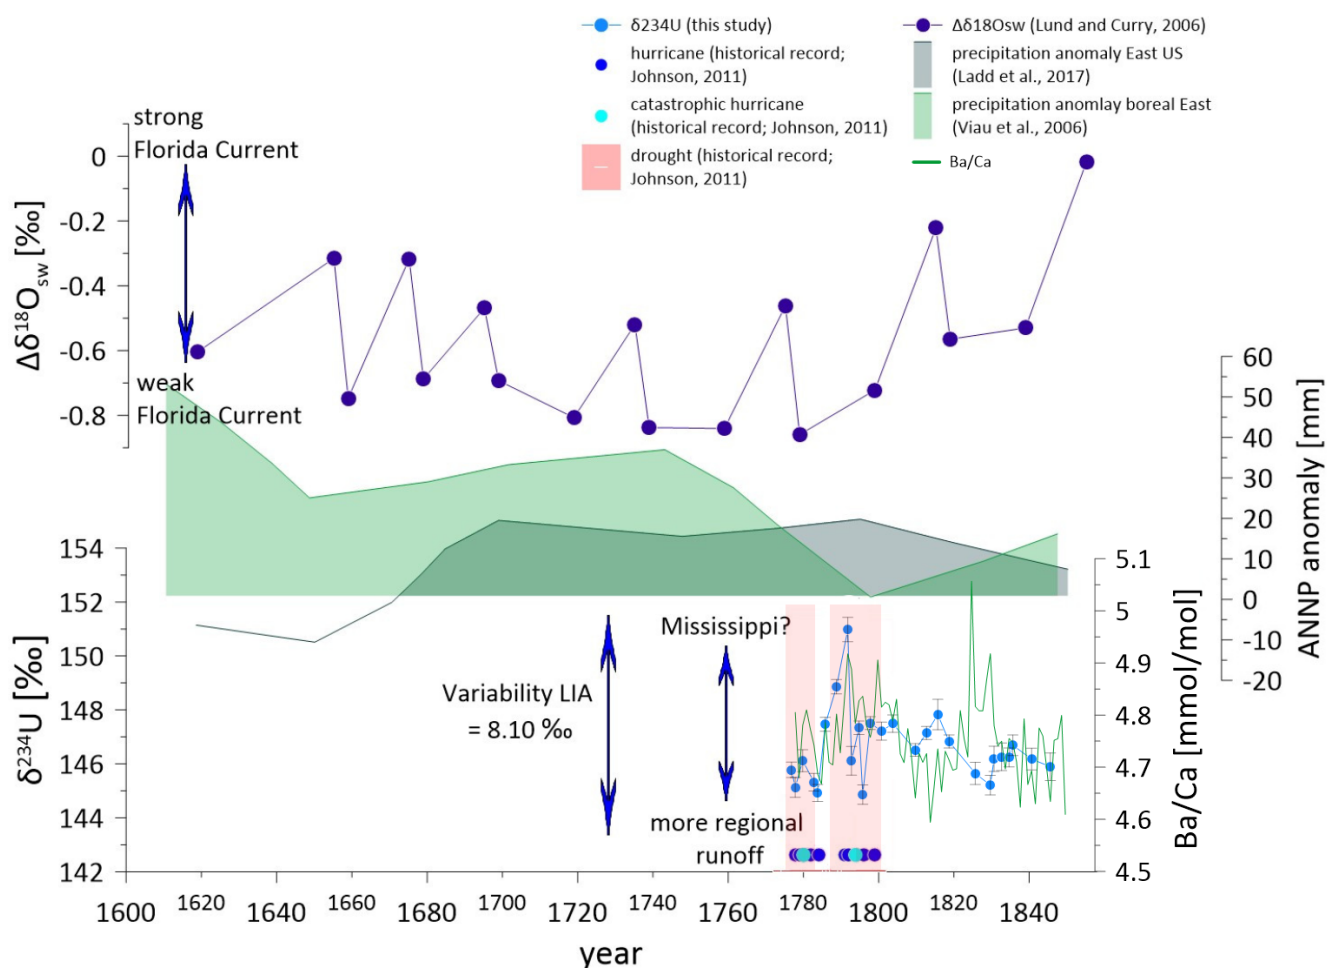 δ234U (this study)
hurricane (historical record;
Johnson, 2011)
catastrophic hurricane
(historical record; Johnson, 2011)
drought (historical record;
Johnson, 2011)
Δδ18Osw (Lund and Curry, 2006)
precipitation anomaly East US
(Ladd et al., 2017)
precipitation anomlay boreal East
(Viau et al., 2006)
Ba/Ca
strong
Florida Current
0
-0.2
-0.4
-0.6
-0.8
Δδ¹⁸O_sw [‰]
weak
Florida Current
60
50
40
30
20
10
0
-10
-20
ANNP anomaly [mm]
154
152
150
148
146
144
142
δ²³⁴U [‰]
Variability LIA
= 8.10 ‰
Mississippi?
more regional
runoff
5.1
5
4.9
4.8
4.7
4.6
4.5
Ba/Ca [mmol/mol]
1600 1620 1640 1660 1680 1700 1720 1740 1760 1780 1800 1820 1840
year